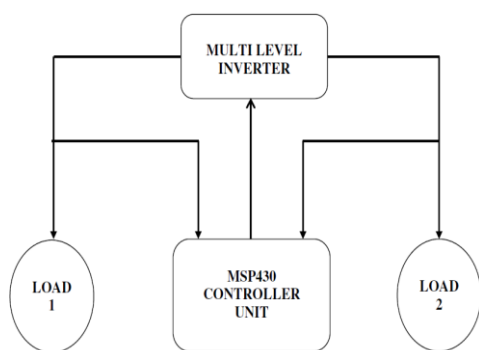 MULTI LEVEL
INVERTER
LOAD
1
MSP430
CONTROLLER
UNIT
LOAD
2